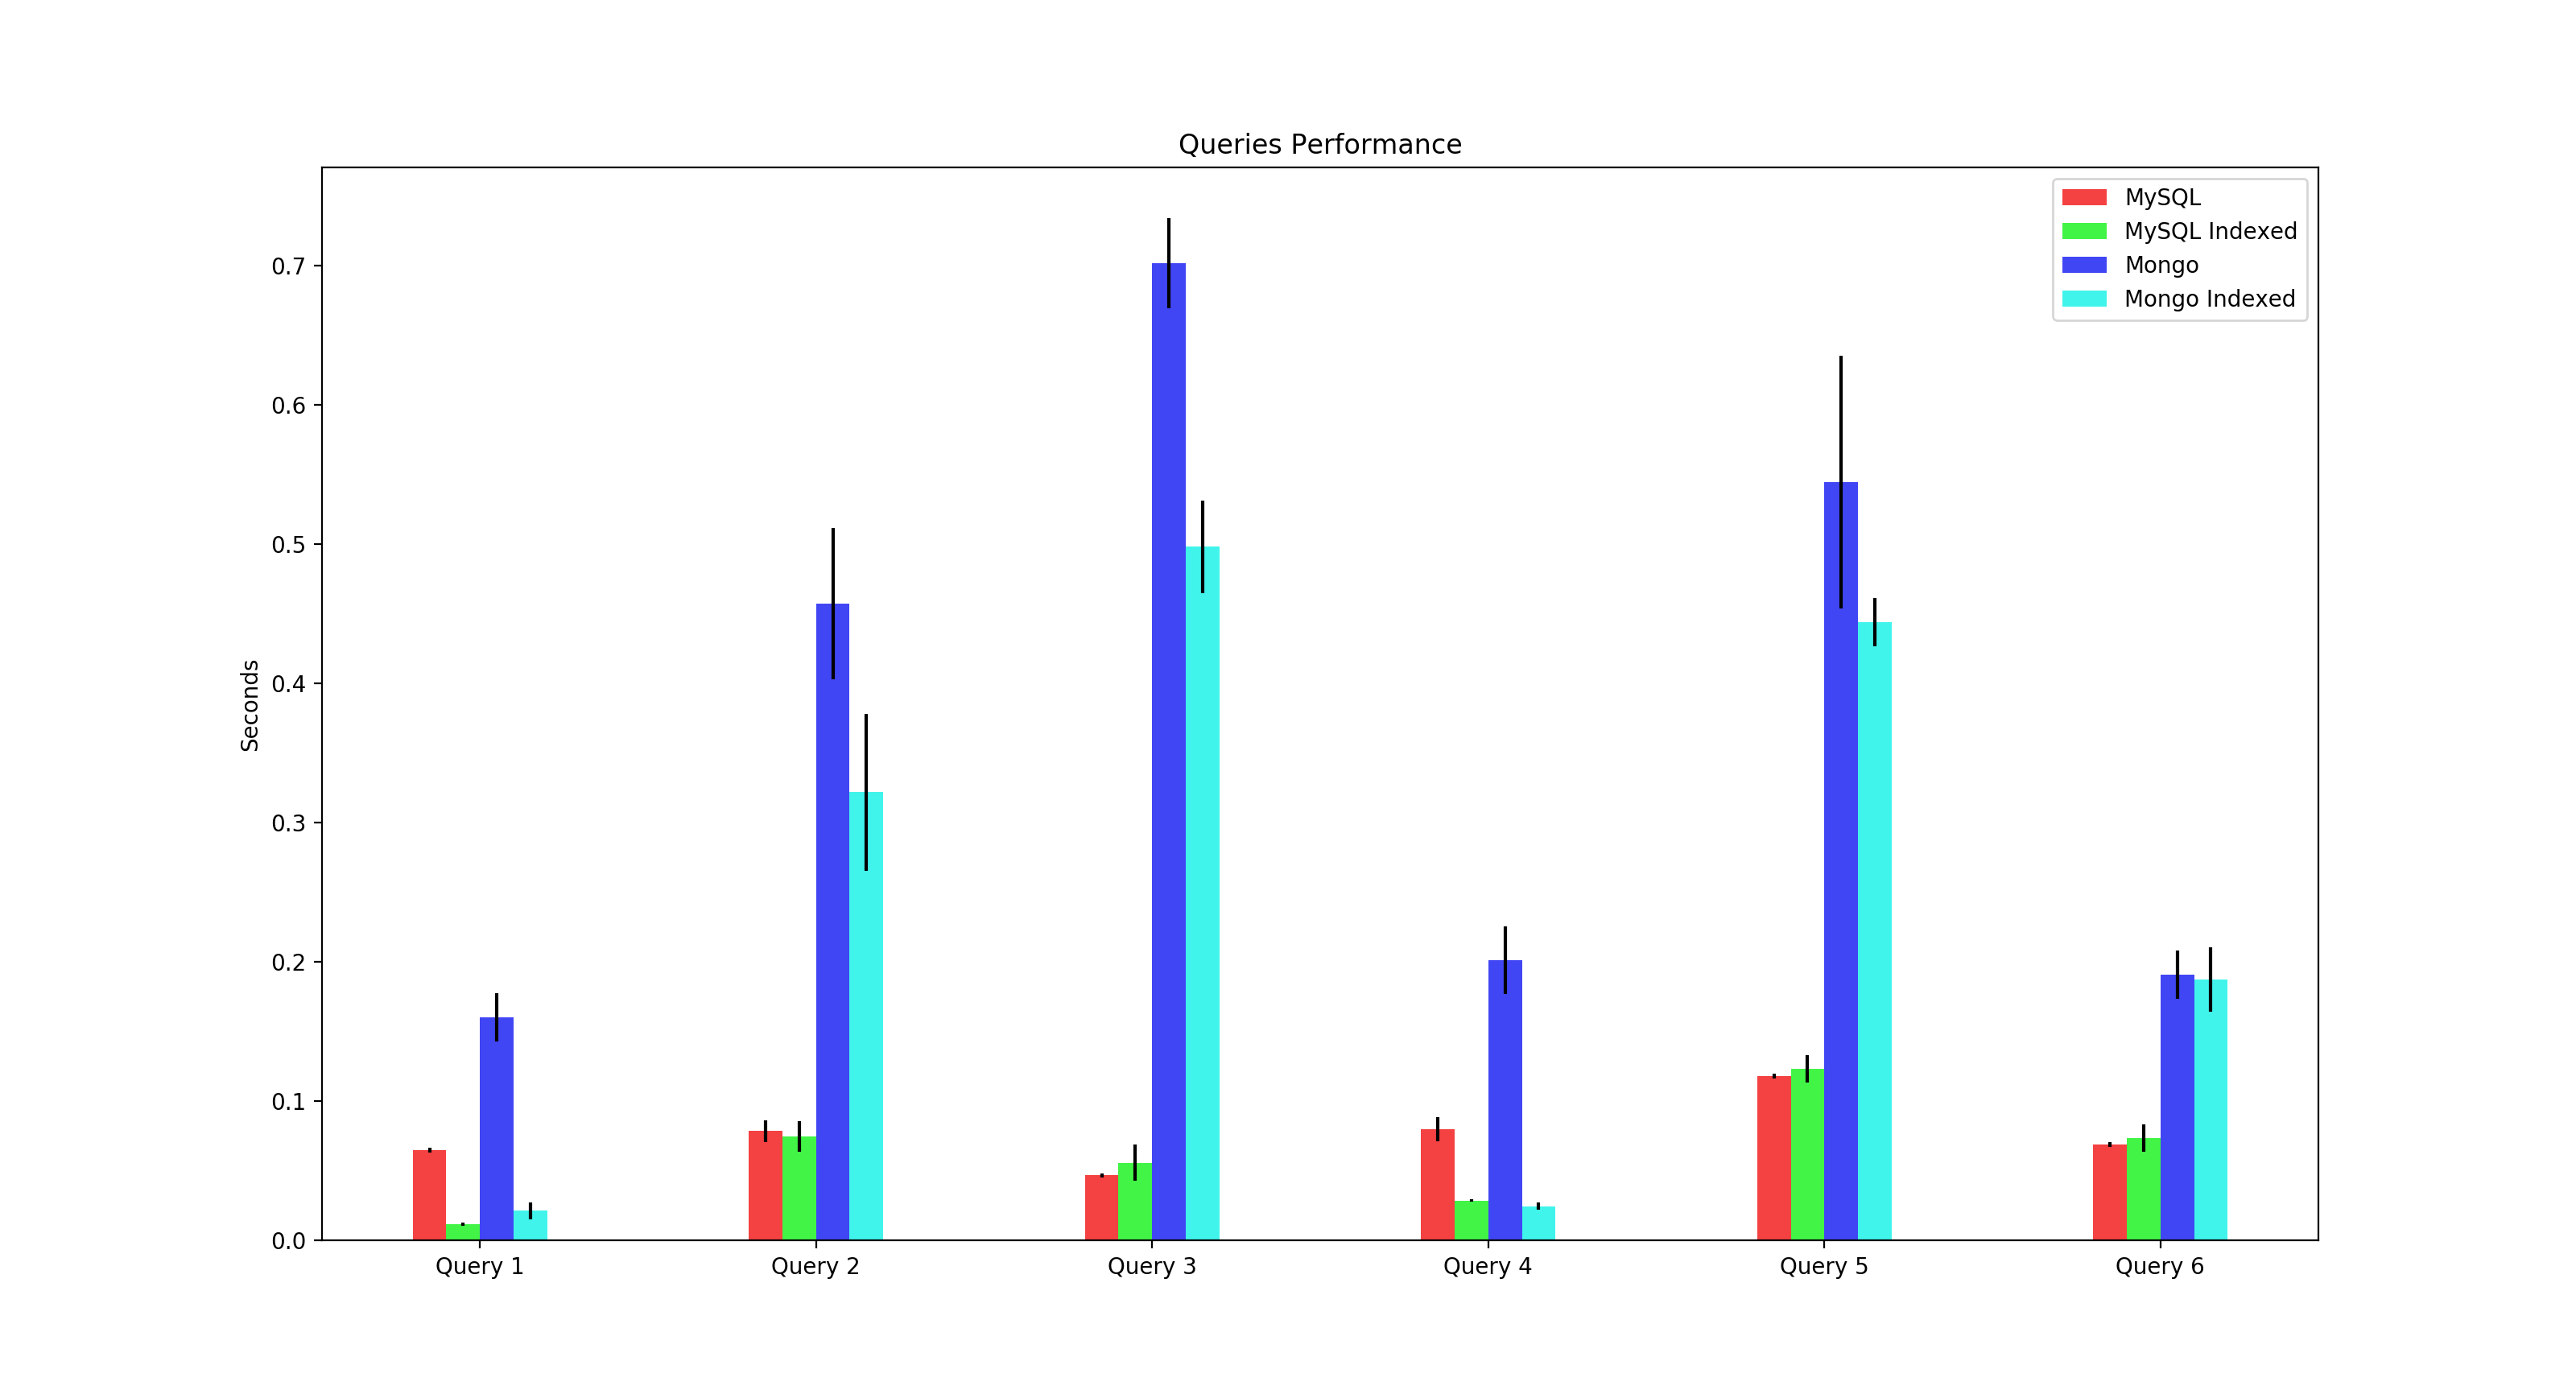 Queries Performance
MySQL
MySQL Indexed
Mongo
Mongo Indexed
0.7
0.6
0.5
0.4
0.3
0.2
0.1
0.0
Seconds
Query 1
Query 2
Query 3
Query 4
Query 5
Query 6